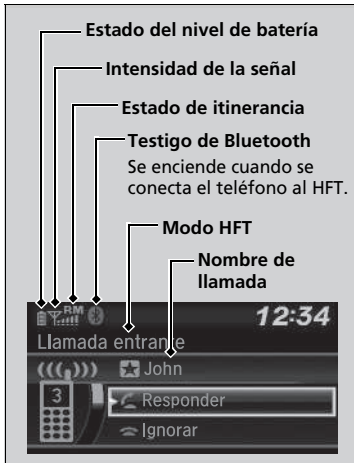 Estado del nivel de batería
Intensidad de la señal
Estado de itinerancia
Testigo de Bluetooth
Se enciende cuando se
conecta el teléfono al HFT.
Modo HFT
Nombre de
llamada
RM
12:34
Llamada entrante
John
3
Responder
Ignorar